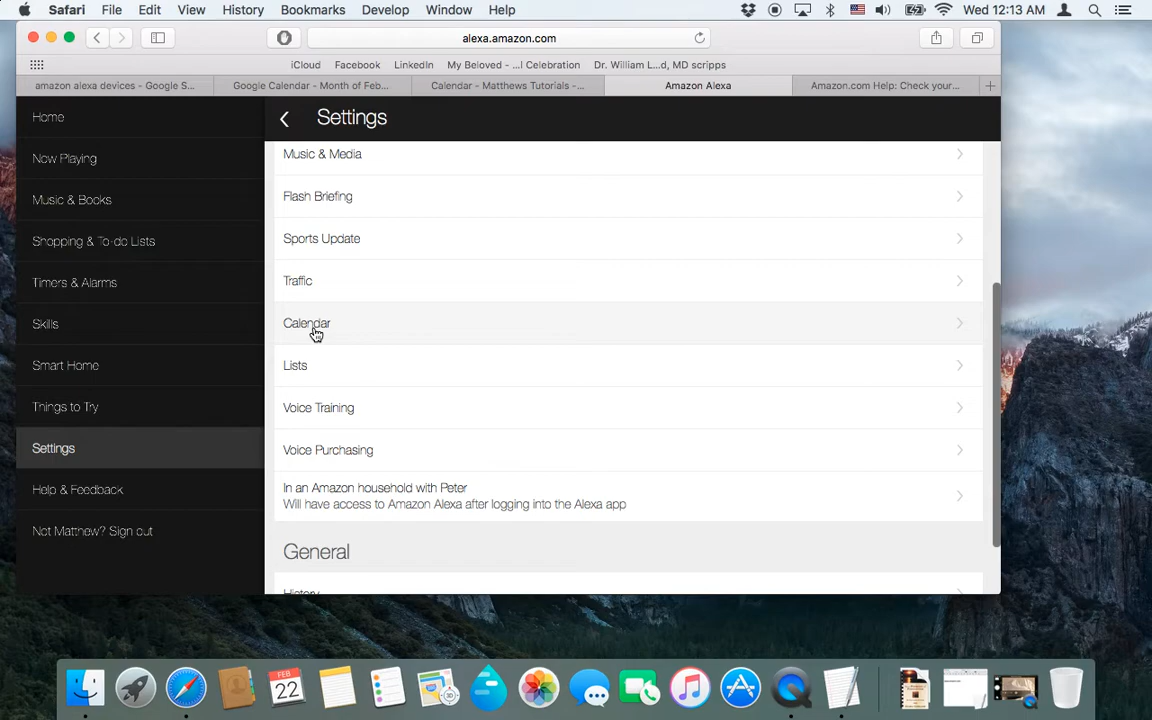 Safari File Edit View History Bookmarks Develop Window Help Wed 12:13 AM
alexa.amazon.com
iCloud Facebook LinkedIn My Beloved - ...l Celebration Dr. William L...d, MD scripps
amazon alexa devices - Google S... Google Calendar - Month of Feb... Calendar - Matthews Tutorials -... Amazon Alexa Amazon.com Help: Check your...
Home
Now Playing
Music & Books
Shopping & To-do Lists
Timers & Alarms
Skills
Smart Home
Things to Try
Settings
Help & Feedback
Not Matthew? Sign out
Settings
Music & Media
Flash Briefing
Sports Update
Traffic
Calendar
Lists
Voice Training
Voice Purchasing
In an Amazon household with Peter
Will have access to Amazon Alexa after logging into the Alexa app
General
History
FEB
22